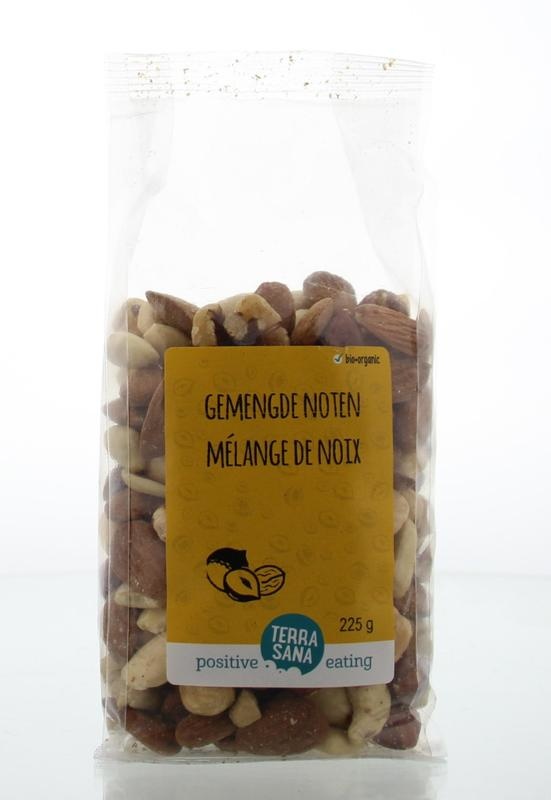 bio•organic
GEMENGDE NOTEN
MÉLANGE DE NOIX
225 g
TERRA
SANA
positive eating